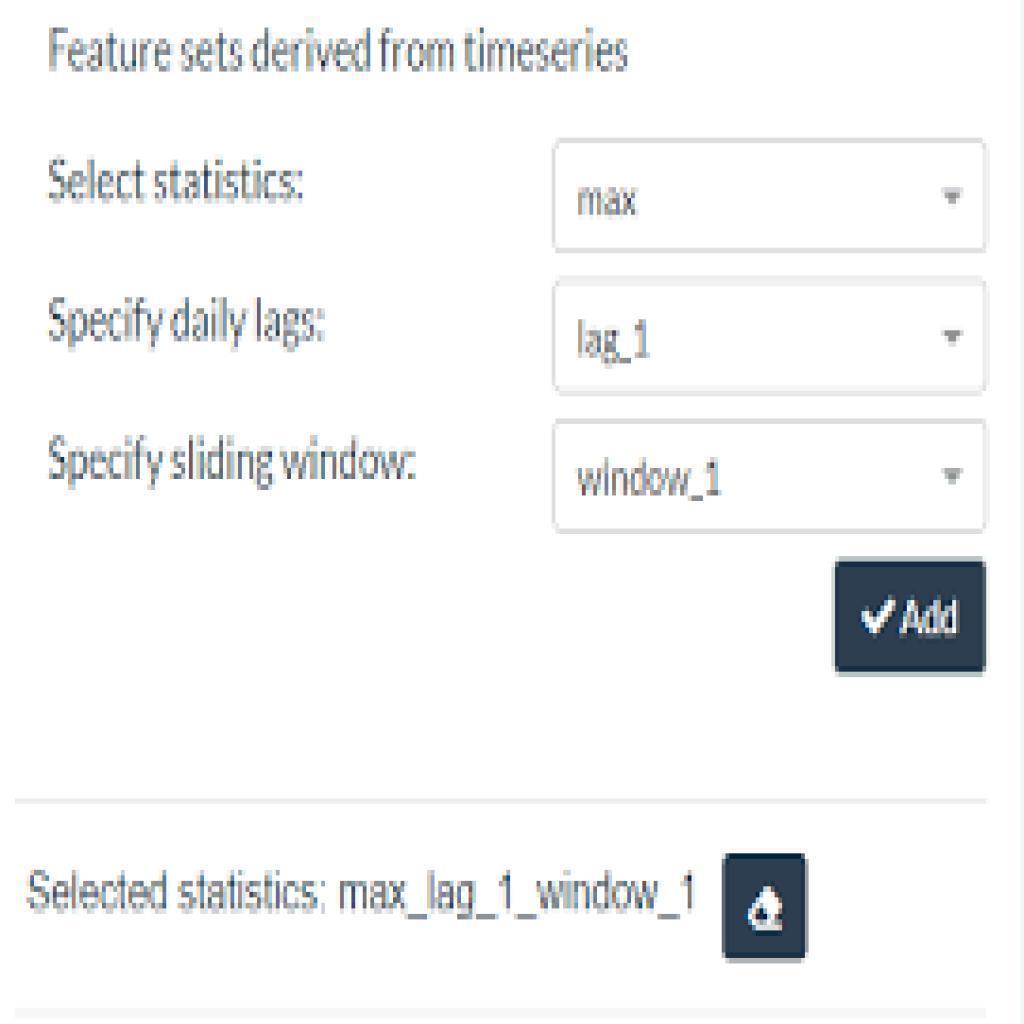 Feature sets derived from timeseries
Select statistics:
max
Specify daily lags:
lag_1
Specify sliding window:
window_1
Add
Selected statistics: max_lag_1_window_1